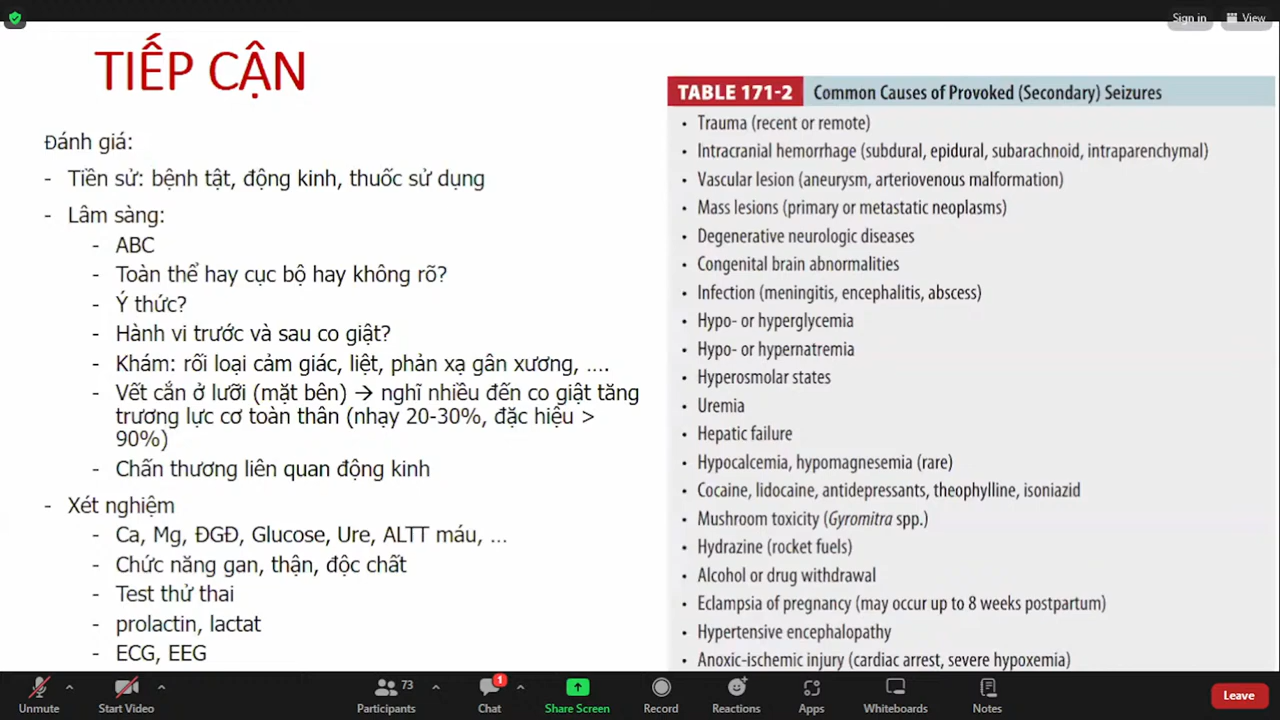 Sign in
View
TIẾP CẬN
Đánh giá:
- Tiền sử: bệnh tật, động kinh, thuốc sử dụng
- Lâm sàng:
- ABC
- Toàn thể hay cục bộ hay không rõ?
- Ý thức?
- Hành vi trước và sau co giật?
- Khám: rối loại cảm giác, liệt, phản xạ gân xương, ....
- Vết cắn ở lưỡi (mặt bên) → nghĩ nhiều đến co giật tăng
trương lực cơ toàn thân (nhạy 20-30%, đặc hiệu >
90%)
- Chấn thương liên quan động kinh
- Xét nghiệm
- Ca, Mg, ĐGĐ, Glucose, Ure, ALTT máu, ...
- Chức năng gan, thận, độc chất
- Test thử thai
- prolactin, lactat
- ECG, EEG
TABLE 171-2 Common Causes of Provoked (Secondary) Seizures
• Trauma (recent or remote)
• Intracranial hemorrhage (subdural, epidural, subarachnoid, intraparenchymal)
• Vascular lesion (aneurysm, arteriovenous malformation)
• Mass lesions (primary or metastatic neoplasms)
• Degenerative neurologic diseases
• Congenital brain abnormalities
• Infection (meningitis, encephalitis, abscess)
• Hypo- or hyperglycemia
• Hypo- or hypernatremia
• Hyperosmolar states
• Uremia
• Hepatic failure
• Hypocalcemia, hypomagnesemia (rare)
• Cocaine, lidocaine, antidepressants, theophylline, isoniazid
• Mushroom toxicity (Gyromitra spp.)
• Hydrazine (rocket fuels)
• Alcohol or drug withdrawal
• Eclampsia of pregnancy (may occur up to 8 weeks postpartum)
• Hypertensive encephalopathy
• Anoxic-ischemic injury (cardiac arrest, severe hypoxemia)
73
1
Unmute
Start Video
Participants
Chat
Share Screen
Record
Reactions
Apps
Whiteboards
Notes
Leave